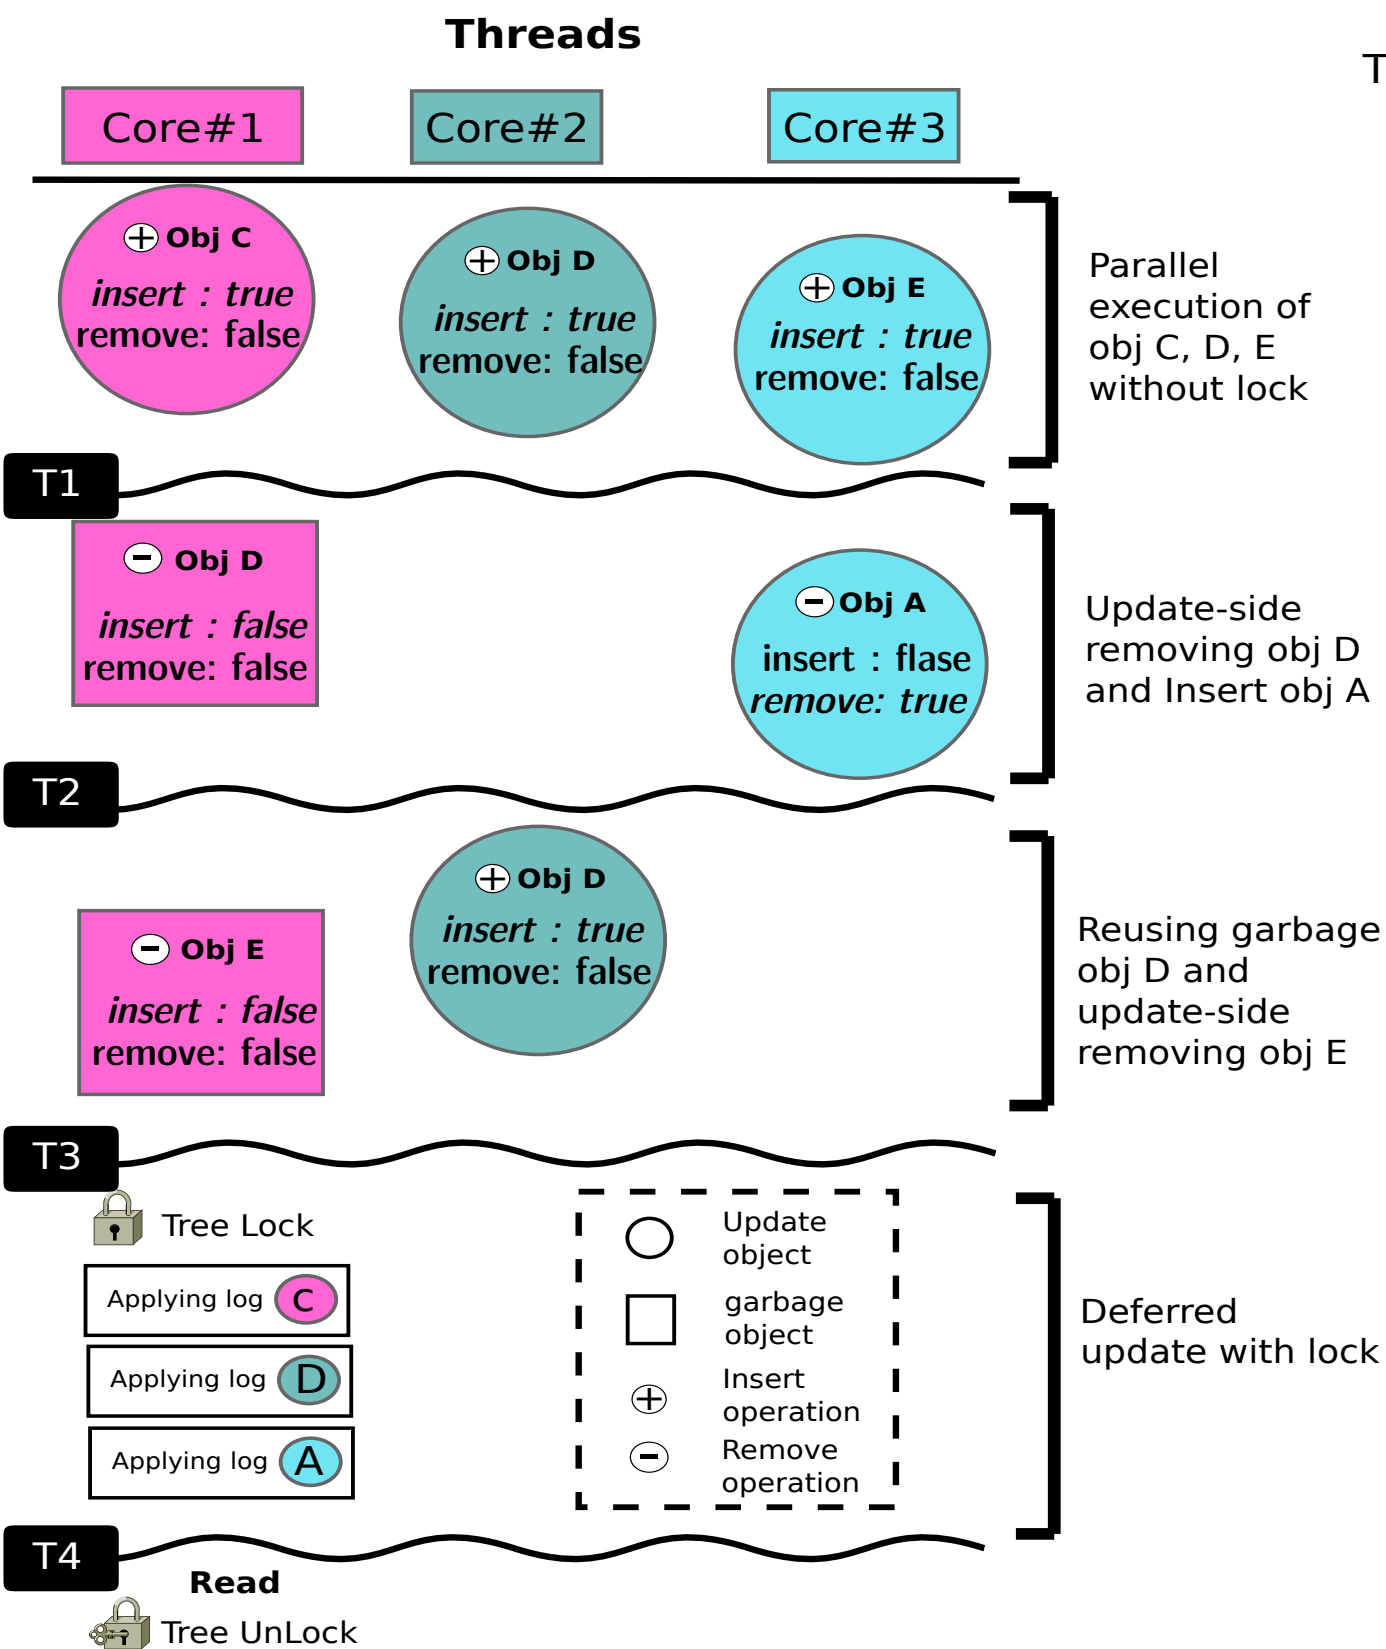 Threads
T
Core#1
Core#2
Core#3
+ Obj C
insert : true
remove: false
+ Obj D
insert : true
remove: false
+ Obj E
insert : true
remove: false
Parallel
execution of
obj C, D, E
without lock
T1
- Obj D
insert : false
remove: false
- Obj A
insert : flase
remove: true
Update-side
removing obj D
and Insert obj A
T2
- Obj E
insert : false
remove: false
+ Obj D
insert : true
remove: false
Reusing garbage
obj D and
update-side
removing obj E
T3
Tree Lock
Applying log C
Applying log D
Applying log A
Update
object
garbage
object
+ Insert
operation
- Remove
operation
Deferred
update with lock
T4
Read
Tree UnLock